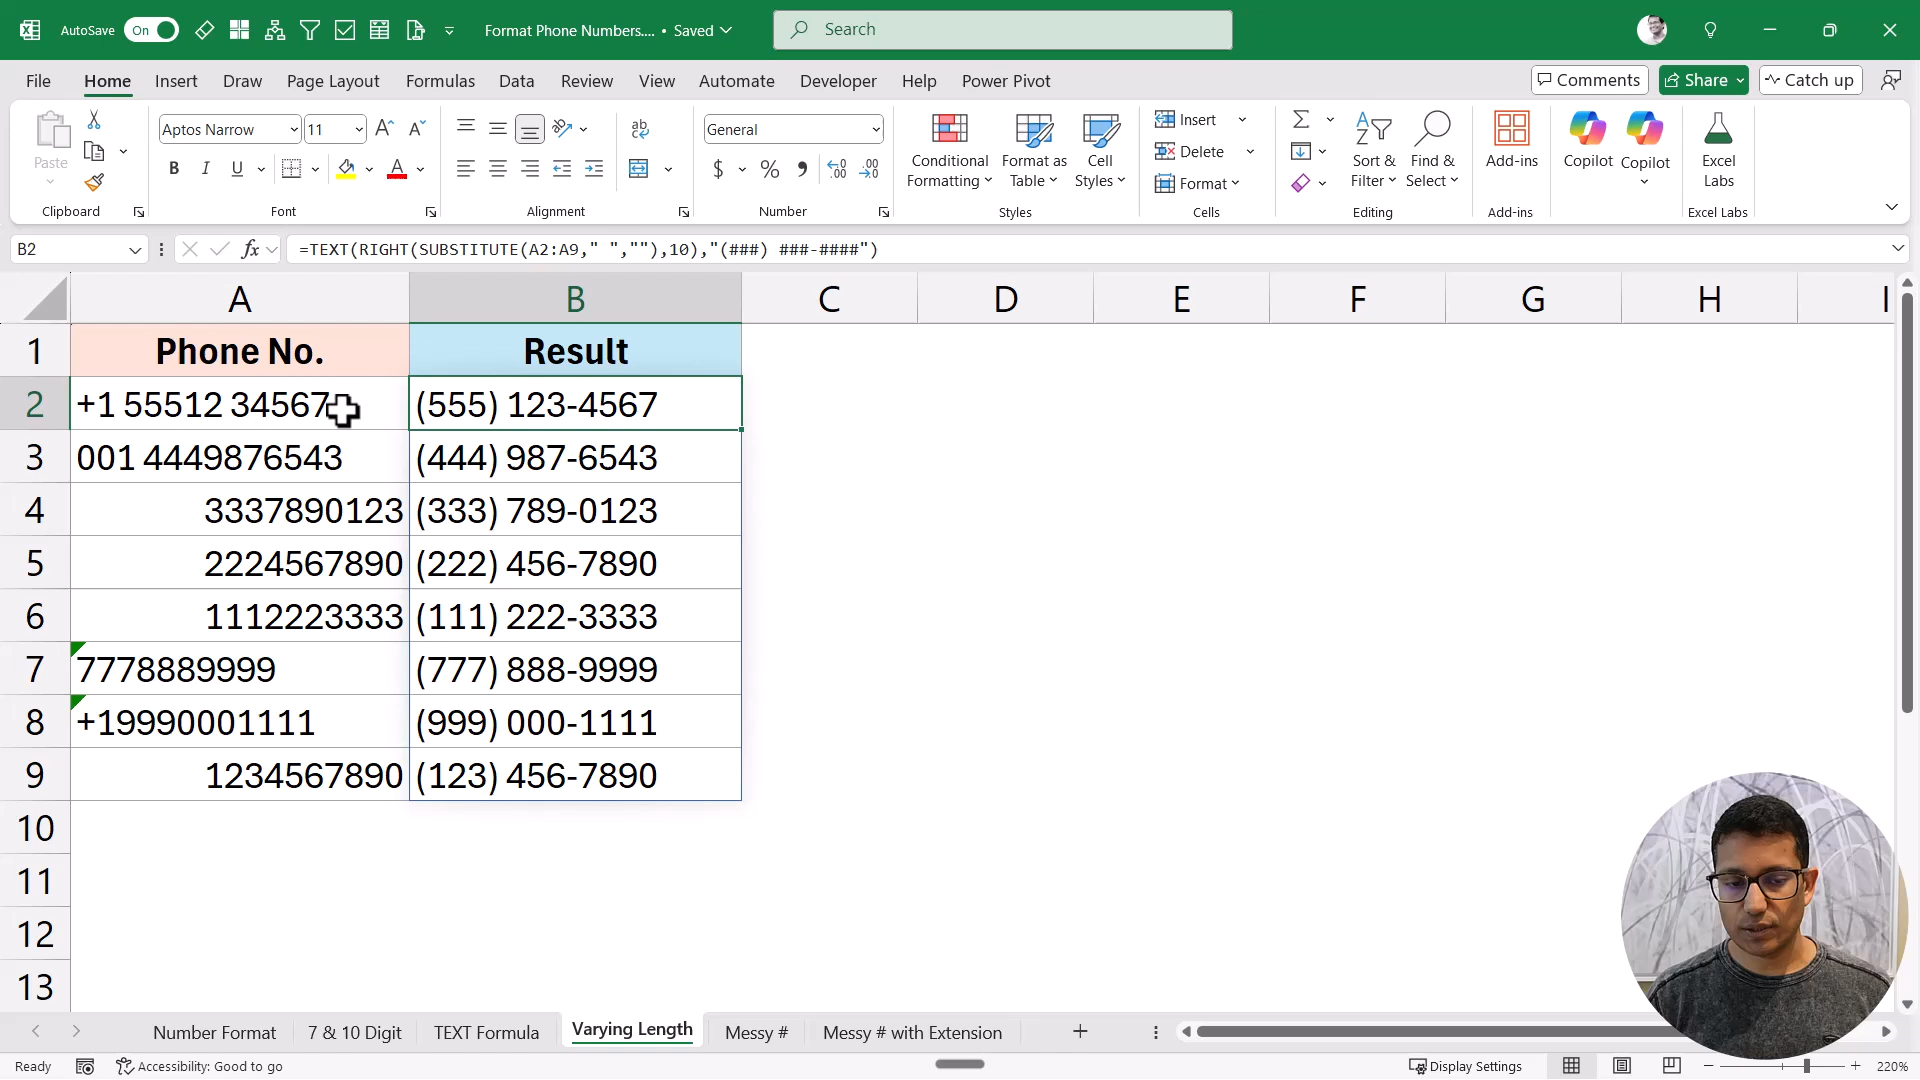 AutoSave On Format Phone Numbers.... • Saved Search
File Home Insert Draw Page Layout Formulas Data Review View Automate Developer Help Power Pivot Comments Share Catch up
Paste Aptos Narrow 11 General Conditional Formatting Format as Table Cell Styles Insert Delete Format Sort & Filter Find & Select Add-ins Copilot Copilot Excel Labs
B I U A $ % .00
Clipboard Font Alignment Number Styles Cells Editing Add-ins Excel Labs
B2 fx =TEXT(RIGHT(SUBSTITUTE(A2:A9," ",""),10),"(###) ###-####")
A B C D E F G H I
1 Phone No. Result
2 +1 55512 34567 (555) 123-4567
3 001 4449876543 (444) 987-6543
4 3337890123 (333) 789-0123
5 2224567890 (222) 456-7890
6 1112223333 (111) 222-3333
7 7778889999 (777) 888-9999
8 +19990001111 (999) 000-1111
9 1234567890 (123) 456-7890
10
11
12
13
Number Format 7 & 10 Digit TEXT Formula Varying Length Messy # Messy # with Extension
Ready Accessibility: Good to go Display Settings 220%